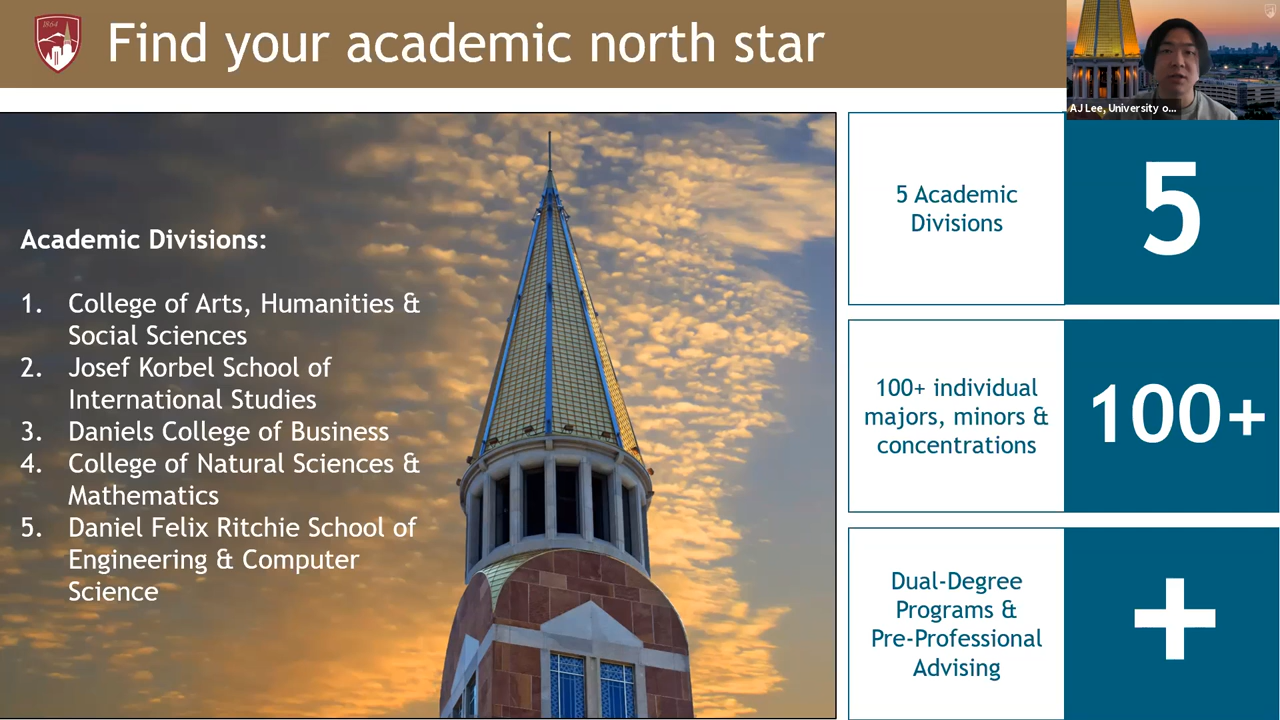 1864
Find your academic north star
AJ Lee, University o...
Academic Divisions:
1. College of Arts, Humanities &
Social Sciences
2. Josef Korbel School of
International Studies
3. Daniels College of Business
4. College of Natural Sciences &
Mathematics
5. Daniel Felix Ritchie School of
Engineering & Computer
Science
5 Academic
Divisions
5
100+ individual
majors, minors &
concentrations
100+
Dual-Degree
Programs &
Pre-Professional
Advising
+